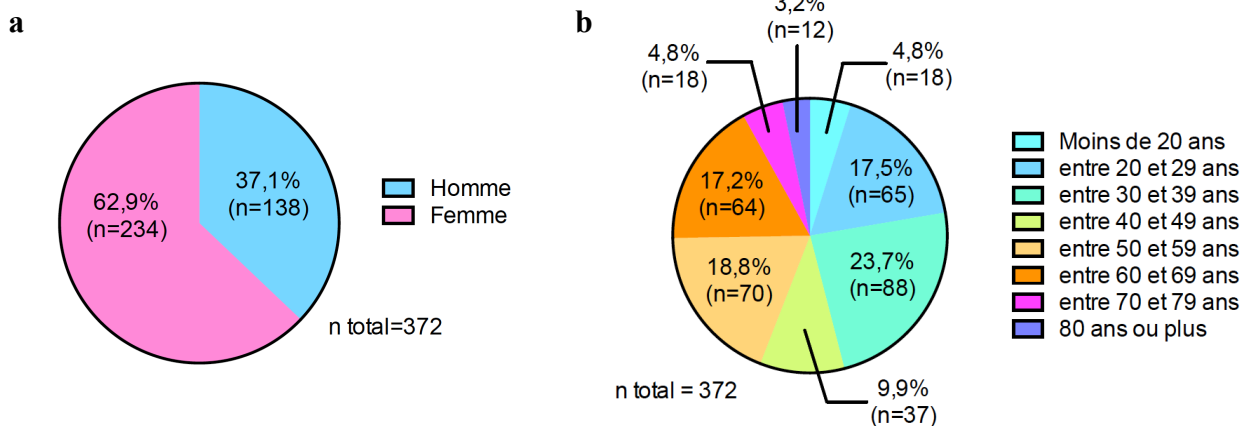 a
37,1%
(n=138)
62,9%
(n=234)
Homme
Femme
n total=372
b
3,2%
(n=12)
4,8%
(n=18)
4,8%
(n=18)
17,5%
(n=65)
17,2%
(n=64)
23,7%
(n=88)
18,8%
(n=70)
9,9%
(n=37)
n total = 372
Moins de 20 ans
entre 20 et 29 ans
entre 30 et 39 ans
entre 40 et 49 ans
entre 50 et 59 ans
entre 60 et 69 ans
entre 70 et 79 ans
80 ans ou plus